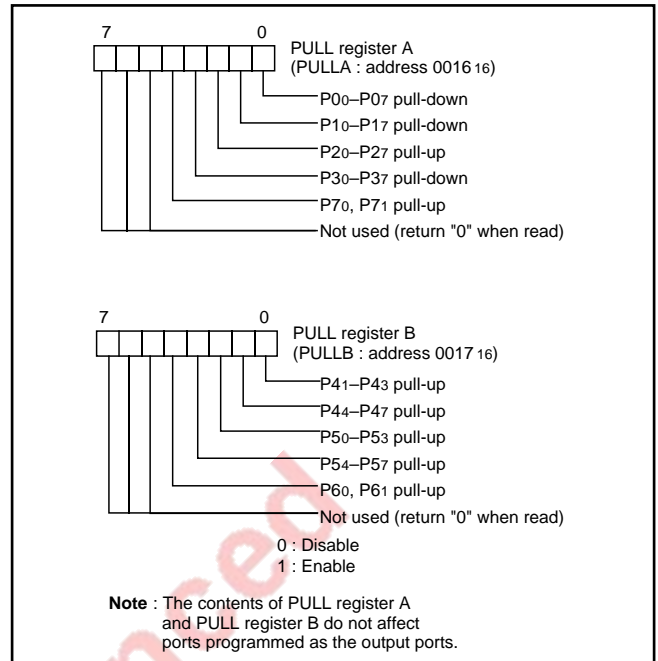 7 0
PULL register A
(PULLA : address 0016 16)
P00–P07 pull-down
P10–P17 pull-down
P20–P27 pull-up
P30–P37 pull-down
P70, P71 pull-up
Not used (return "0" when read)
7 0
PULL register B
(PULLB : address 0017 16)
P41–P43 pull-up
P44–P47 pull-up
P50–P53 pull-up
P54–P57 pull-up
P60, P61 pull-up
Not used (return "0" when read)
0 : Disable
1 : Enable
Note : The contents of PULL register A
and PULL register B do not affect
ports programmed as the output ports.